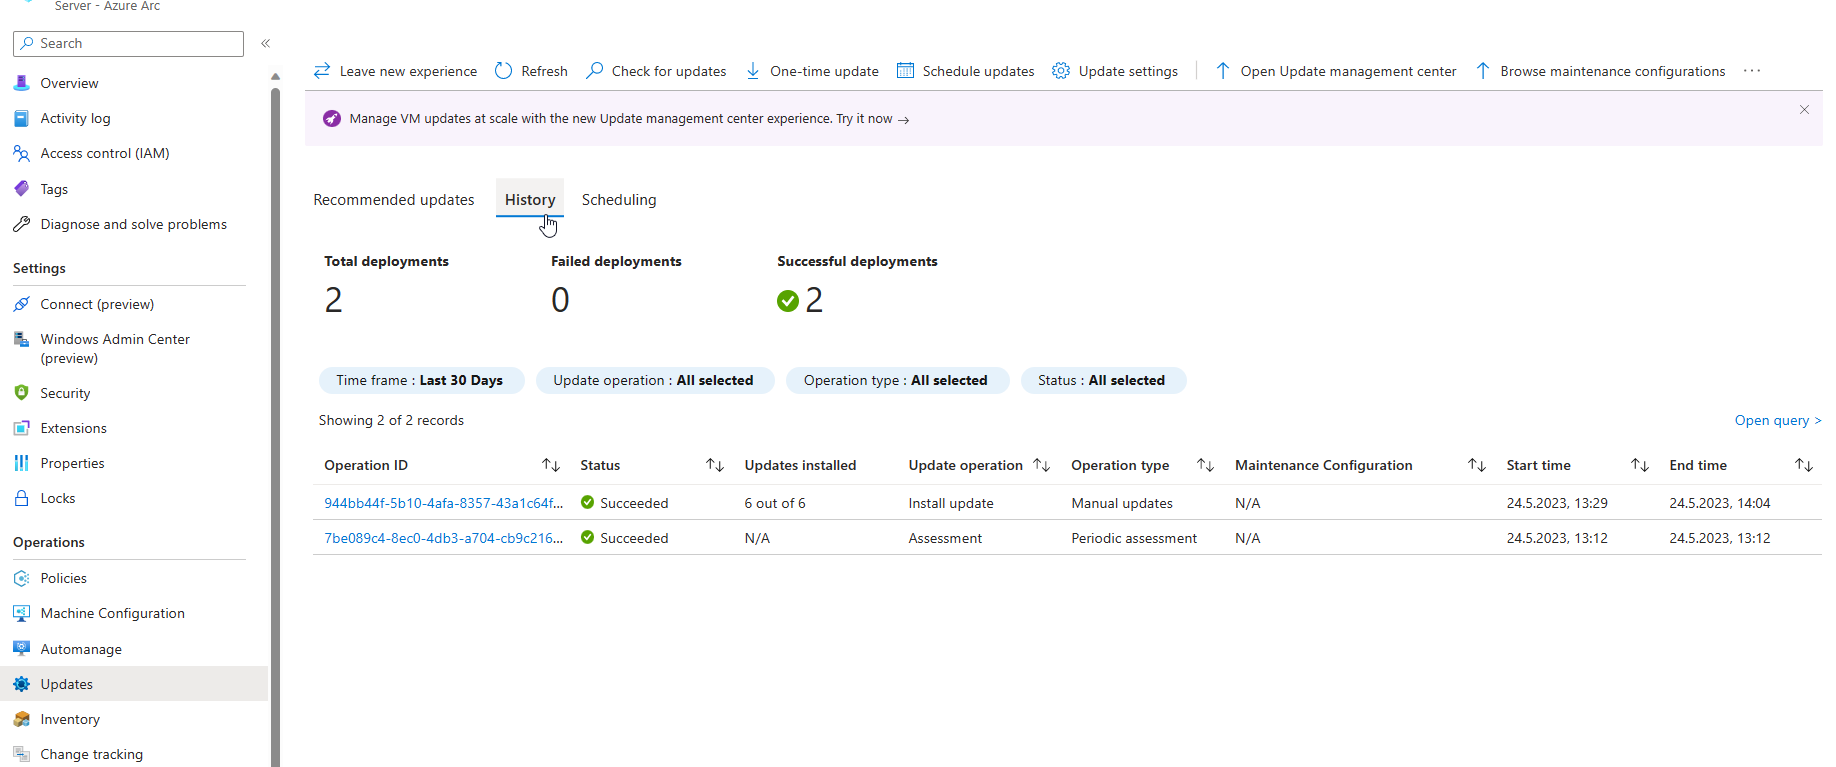 Server - Azure Arc
Search
«
Overview
Activity log
Access control (IAM)
Tags
Diagnose and solve problems
Settings
Connect (preview)
Windows Admin Center
(preview)
Security
Extensions
Properties
Locks
Operations
Policies
Machine Configuration
Automanage
Updates
Inventory
Change tracking
Leave new experience Refresh Check for updates One-time update Schedule updates Update settings Open Update management center Browse maintenance configurations ···
Manage VM updates at scale with the new Update management center experience. Try it now →
Recommended updates History Scheduling
Total deployments Failed deployments Successful deployments
2 0 2
Time frame : Last 30 Days Update operation : All selected Operation type : All selected Status : All selected
Showing 2 of 2 records Open query >
Operation ID Status Updates installed Update operation Operation type Maintenance Configuration Start time End time
944bb44f-5b10-4afa-8357-43a1c64f... Succeeded 6 out of 6 Install update Manual updates N/A 24.5.2023, 13:29 24.5.2023, 14:04
7be089c4-8ec0-4db3-a704-cb9c216... Succeeded N/A Assessment Periodic assessment N/A 24.5.2023, 13:12 24.5.2023, 13:12